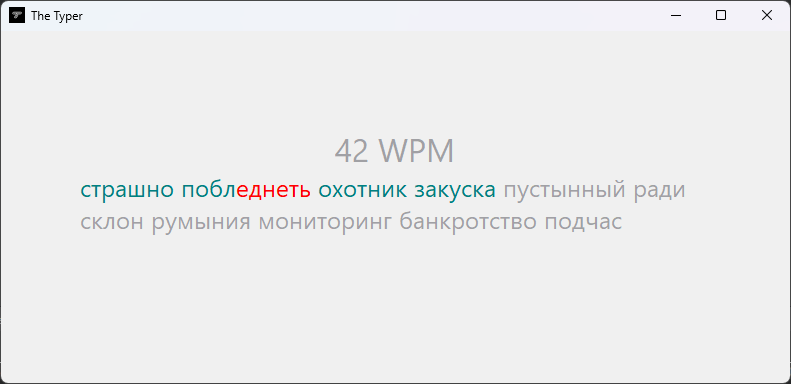 The Typer
42 WPM
страшно побледнеть охотник закуска пустынный ради
склон румыния мониторинг банкротство подчас